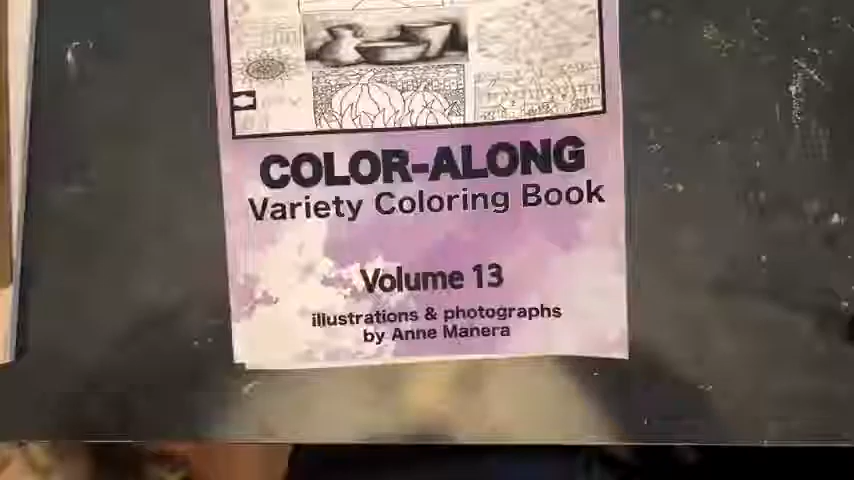 COLOR-ALONG
Variety Coloring Book
Volume 13
illustrations & photographs
by Anne Manera